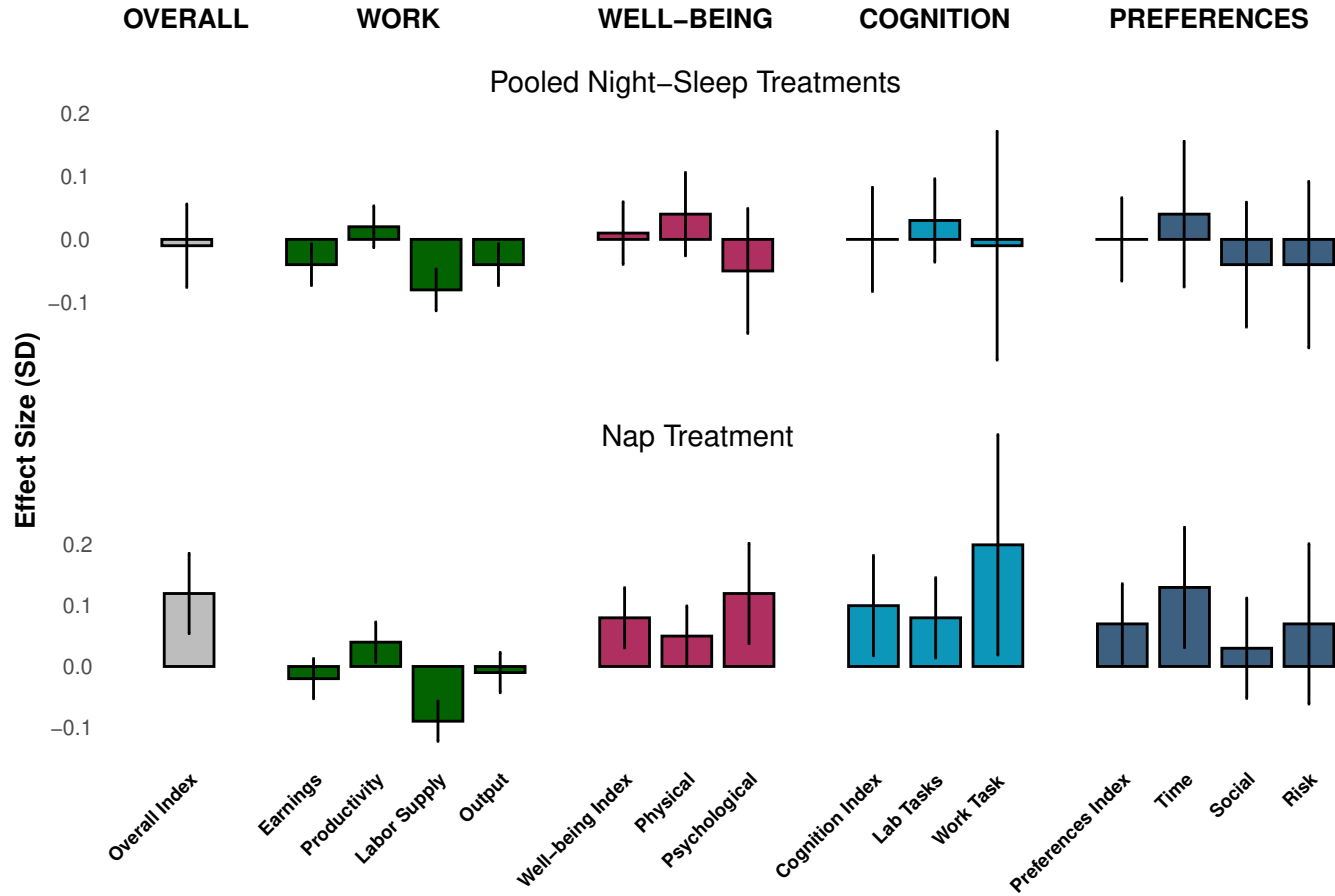 OVERALL WORK WELL−BEING COGNITION PREFERENCES
Pooled Night−Sleep Treatments
0.2
0.1
0.0
−0.1
Effect Size (SD)
Nap Treatment
0.2
0.1
0.0
−0.1
Overall Index
Earnings
Productivity
Labor Supply
Output
Well−being Index
Physical
Psychological
Cognition Index
Lab Tasks
Work Task
Preferences Index
Time
Social
Risk